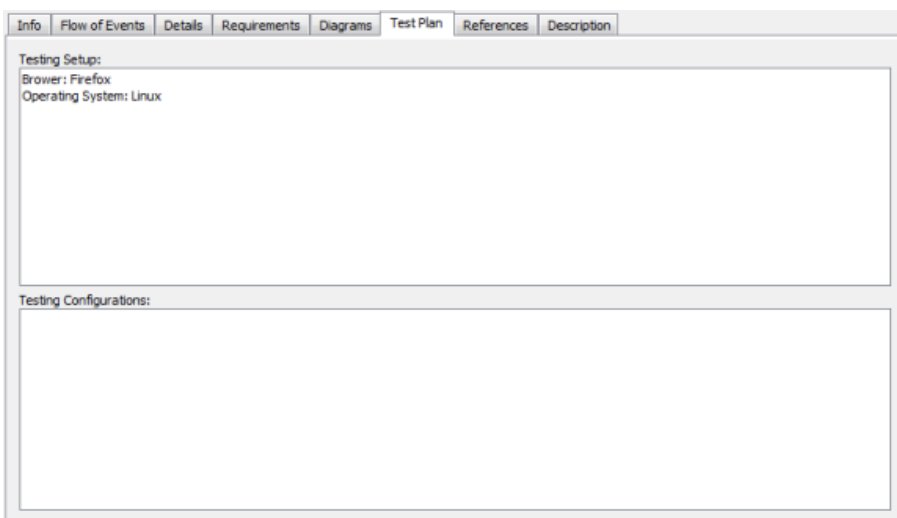 Info Flow of Events Details Requirements Diagrams Test Plan References Description
Testing Setup:
Brower: Firefox
Operating System: Linux
Testing Configurations: